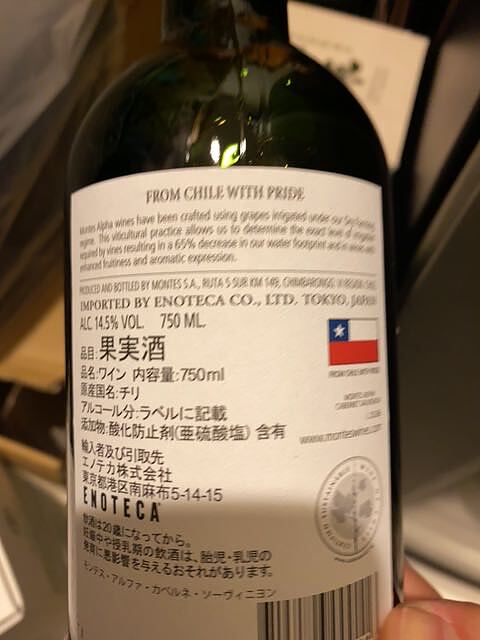 FROM CHILE WITH PRIDE
Montes Alpha wines have been crafted using grapes irrigated under our Dry Farming
regime. This viticultural practice allows us to determine the exact level of irrigation
required by vines resulting in a 65% decrease in our water footprint and in wines with
enhanced fruitiness and aromatic expression.
PRODUCED AND BOTTLED BY MONTES S.A., RUTA 5 SUR KM 149, CHIMBARONGO, VI REGION, CHILE.
IMPORTED BY ENOTECA CO., LTD. TOKYO, JAPAN
ALC. 14.5% VOL. 750 ML.
品目:果実酒
品名:ワイン 内容量:750ml
原産国名:チリ
アルコール分:ラベルに記載
添加物:酸化防止剤(亜硫酸塩) 含有
FROM CHILE WITH PRIDE
MONTES ALPHA
CABERNET SAUVIGNON
www.monteswines.com
輸入者及び引取先
エノテカ株式会社
東京都港区南麻布5-14-15
ENOTECA
飲酒は20歳になってから。
妊娠中や授乳期の飲酒は、胎児・乳児の
発育に悪影響を与えるおそれがあります。
モンテス・アルファ・カベルネ・ソーヴィニヨン